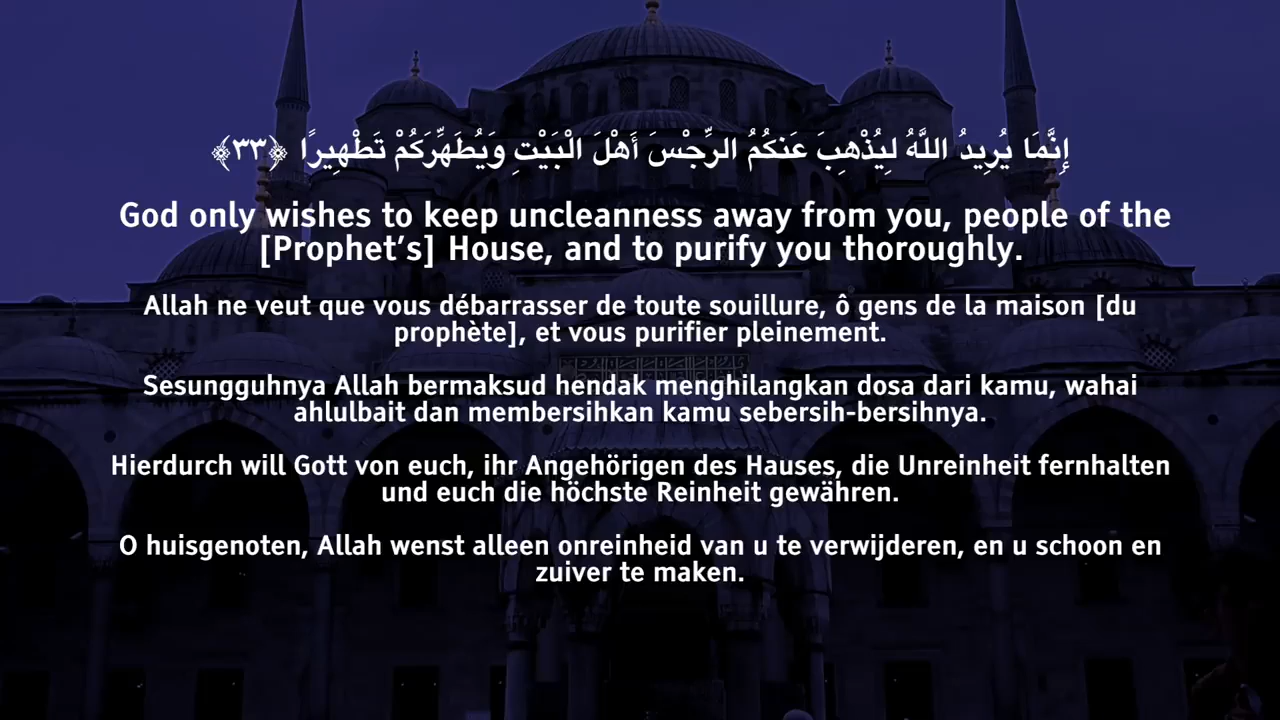 إِنَّمَا يُرِيدُ اللَّهُ لِيُذْهِبَ عَنكُمُ الرِّجْسَ أَهْلَ الْبَيْتِ وَيُطَهِّرَكُمْ تَطْهِيرًا ﴿٣٣﴾
God only wishes to keep uncleanness away from you, people of the
[Prophet’s] House, and to purify you thoroughly.
Allah ne veut que vous débarrasser de toute souillure, ô gens de la maison [du
prophète], et vous purifier pleinement.
Sesungguhnya Allah bermaksud hendak menghilangkan dosa dari kamu, wahai
ahlulbait dan membersihkan kamu sebersih-bersihnya.
Hierdurch will Gott von euch, ihr Angehörigen des Hauses, die Unreinheit fernhalten
und euch die höchste Reinheit gewähren.
O huisgenoten, Allah wenst alleen onreinheid van u te verwijderen, en u schoon en
zuiver te maken.